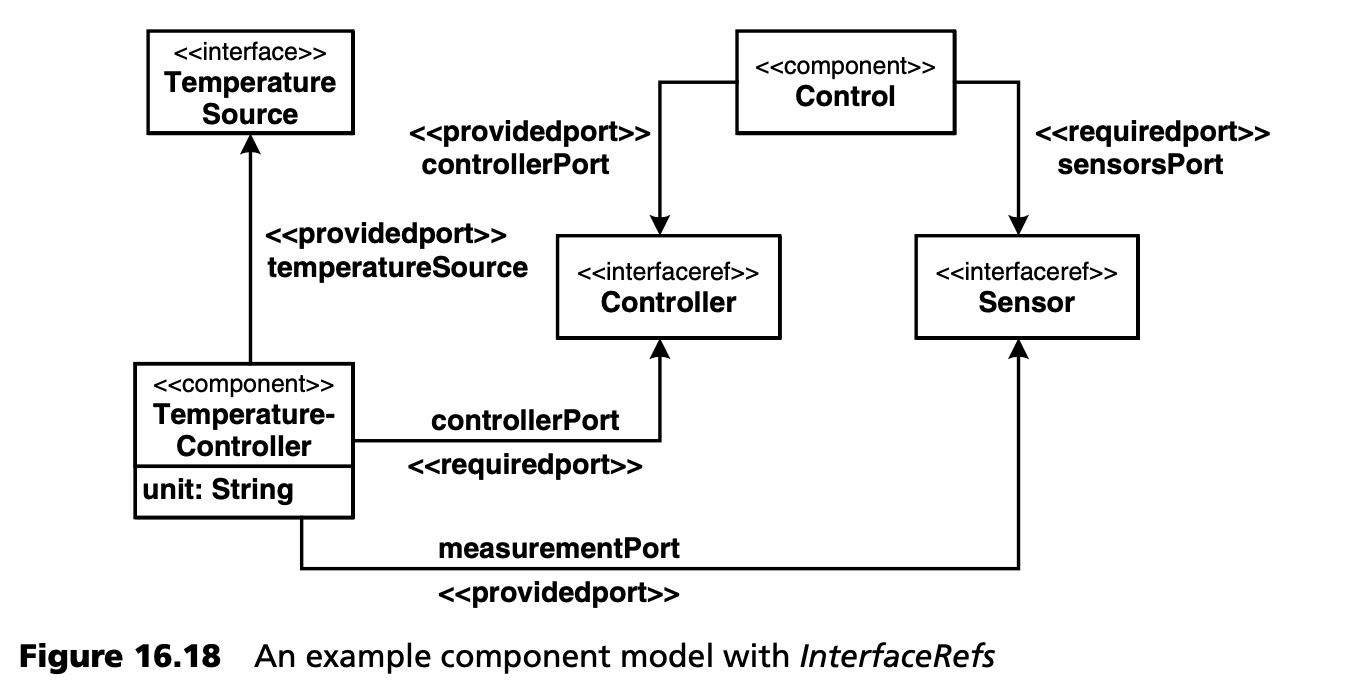 <<interface>>
Temperature
Source
<<component>>
Control
<<providedport>>
controllerPort
<<requiredport>>
sensorsPort
<<providedport>>
temperatureSource
<<interfaceref>>
Controller
<<interfaceref>>
Sensor
<<component>>
Temperature-
Controller
unit: String
controllerPort
<<requiredport>>
measurementPort
<<providedport>>
Figure 16.18 An example component model with InterfaceRefs